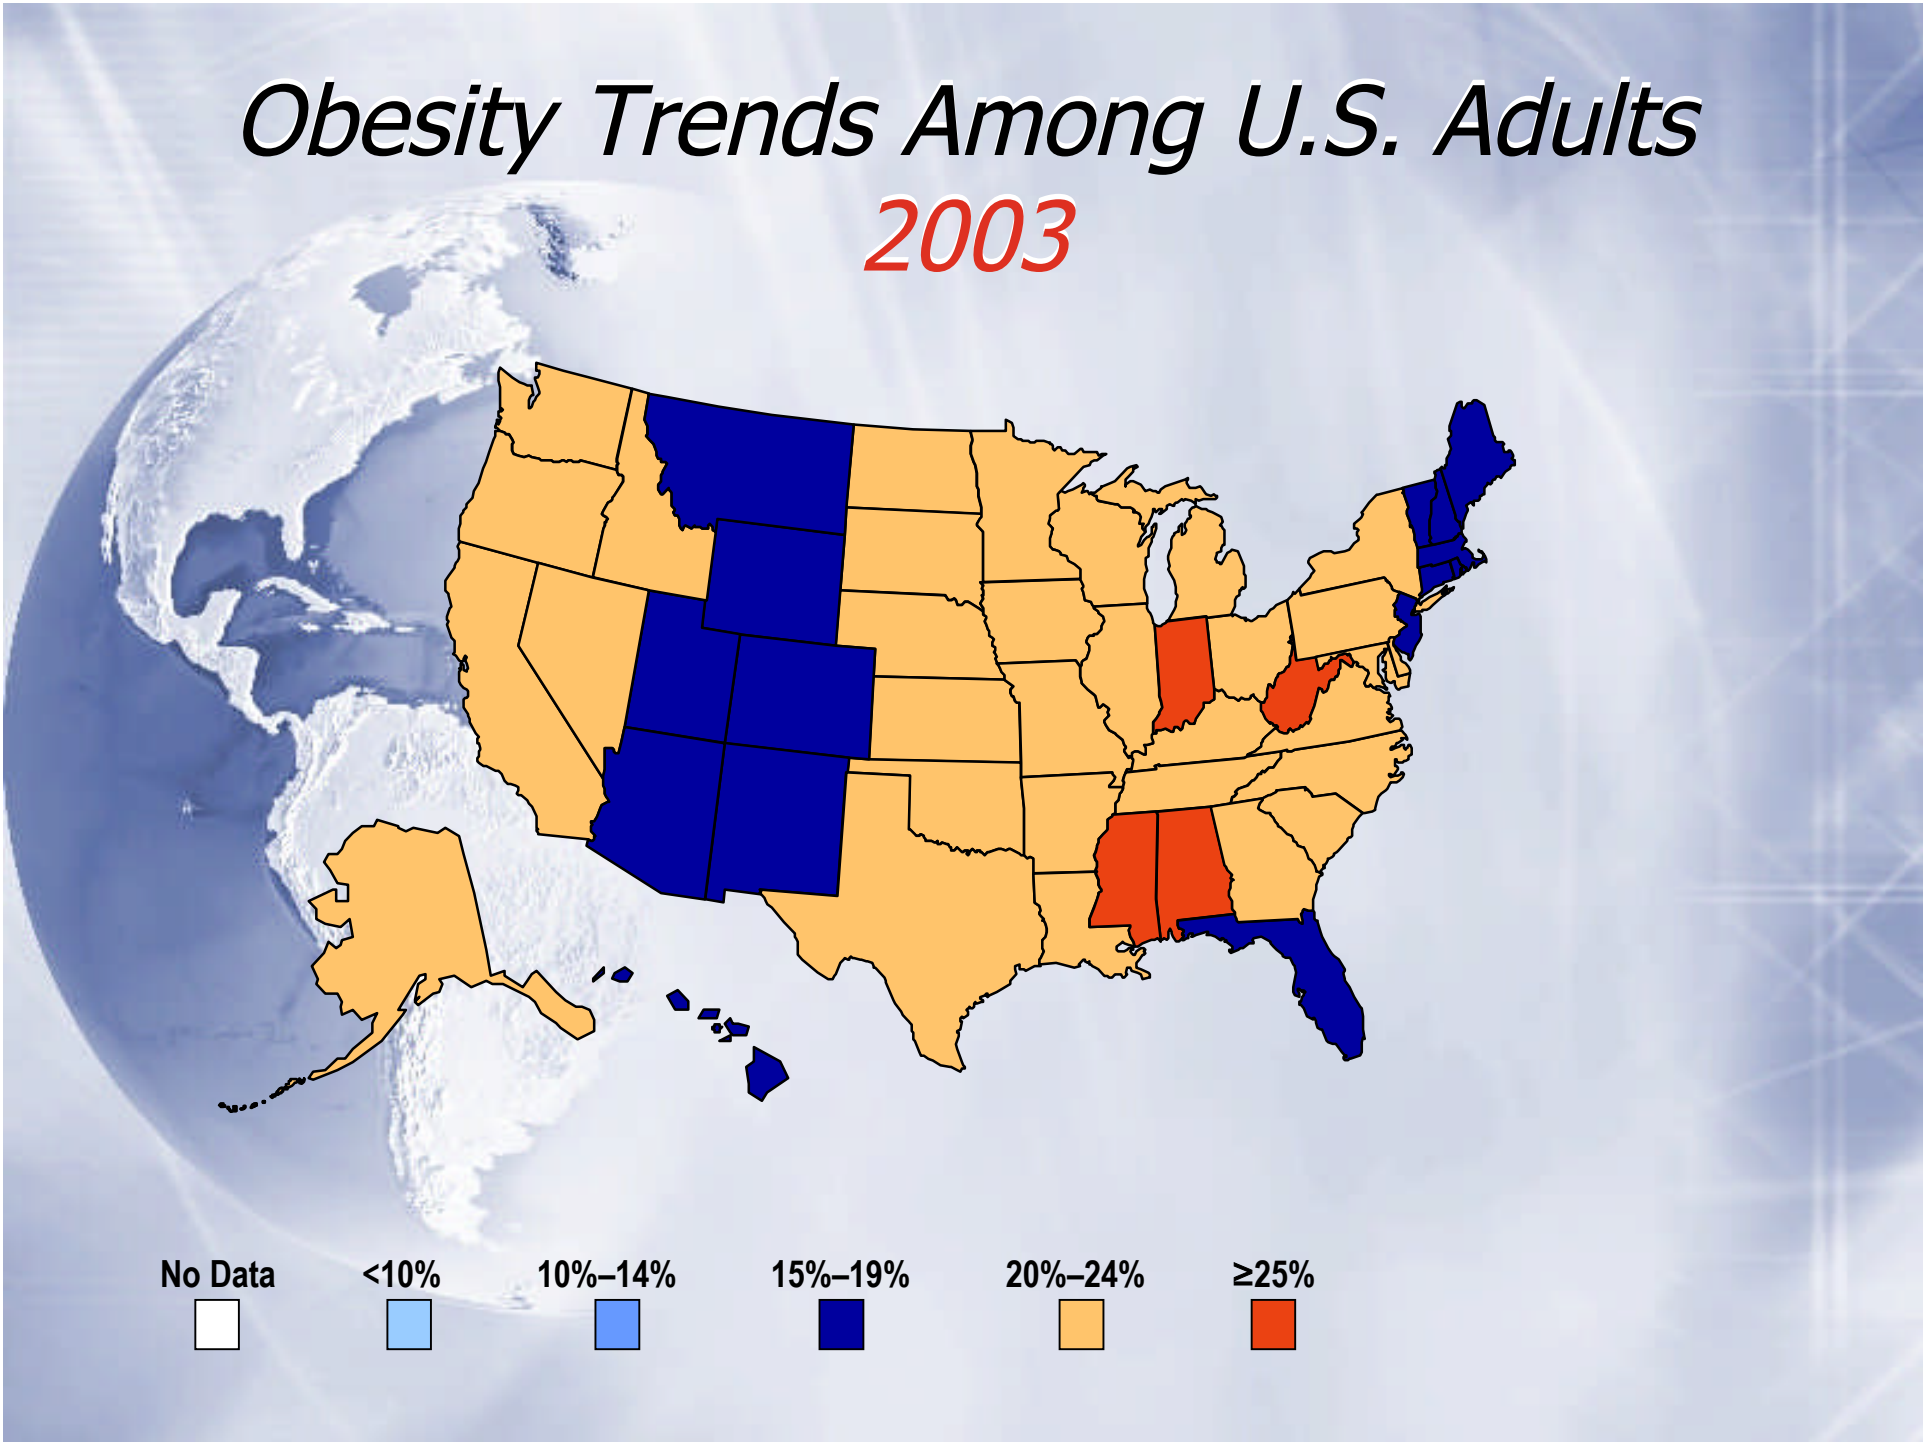 Obesity Trends Among U.S. Adults
2003
No Data <10% 10%–14% 15%–19% 20%–24% ≥25%